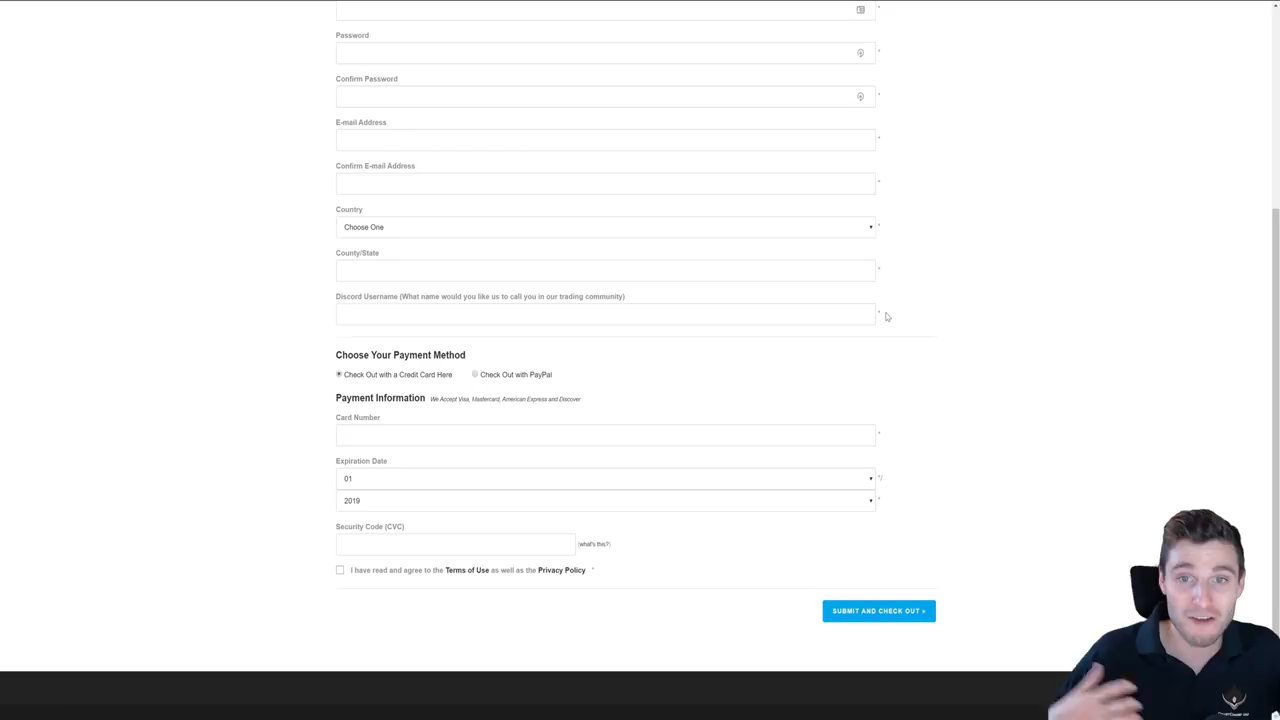 *
Password
*
Confirm Password
*
E-mail Address
*
Confirm E-mail Address
*
Country
Choose One *
County/State
*
Discord Username (What name would you like us to call you in our trading community)
*
Choose Your Payment Method
Check Out with a Credit Card Here Check Out with PayPal
Payment Information We Accept Visa, Mastercard, American Express and Discover
Card Number
*
Expiration Date
01 */
2019 *
Security Code (CVC)
(what's this?)
I have read and agree to the Terms of Use as well as the Privacy Policy *
SUBMIT AND CHECK OUT »